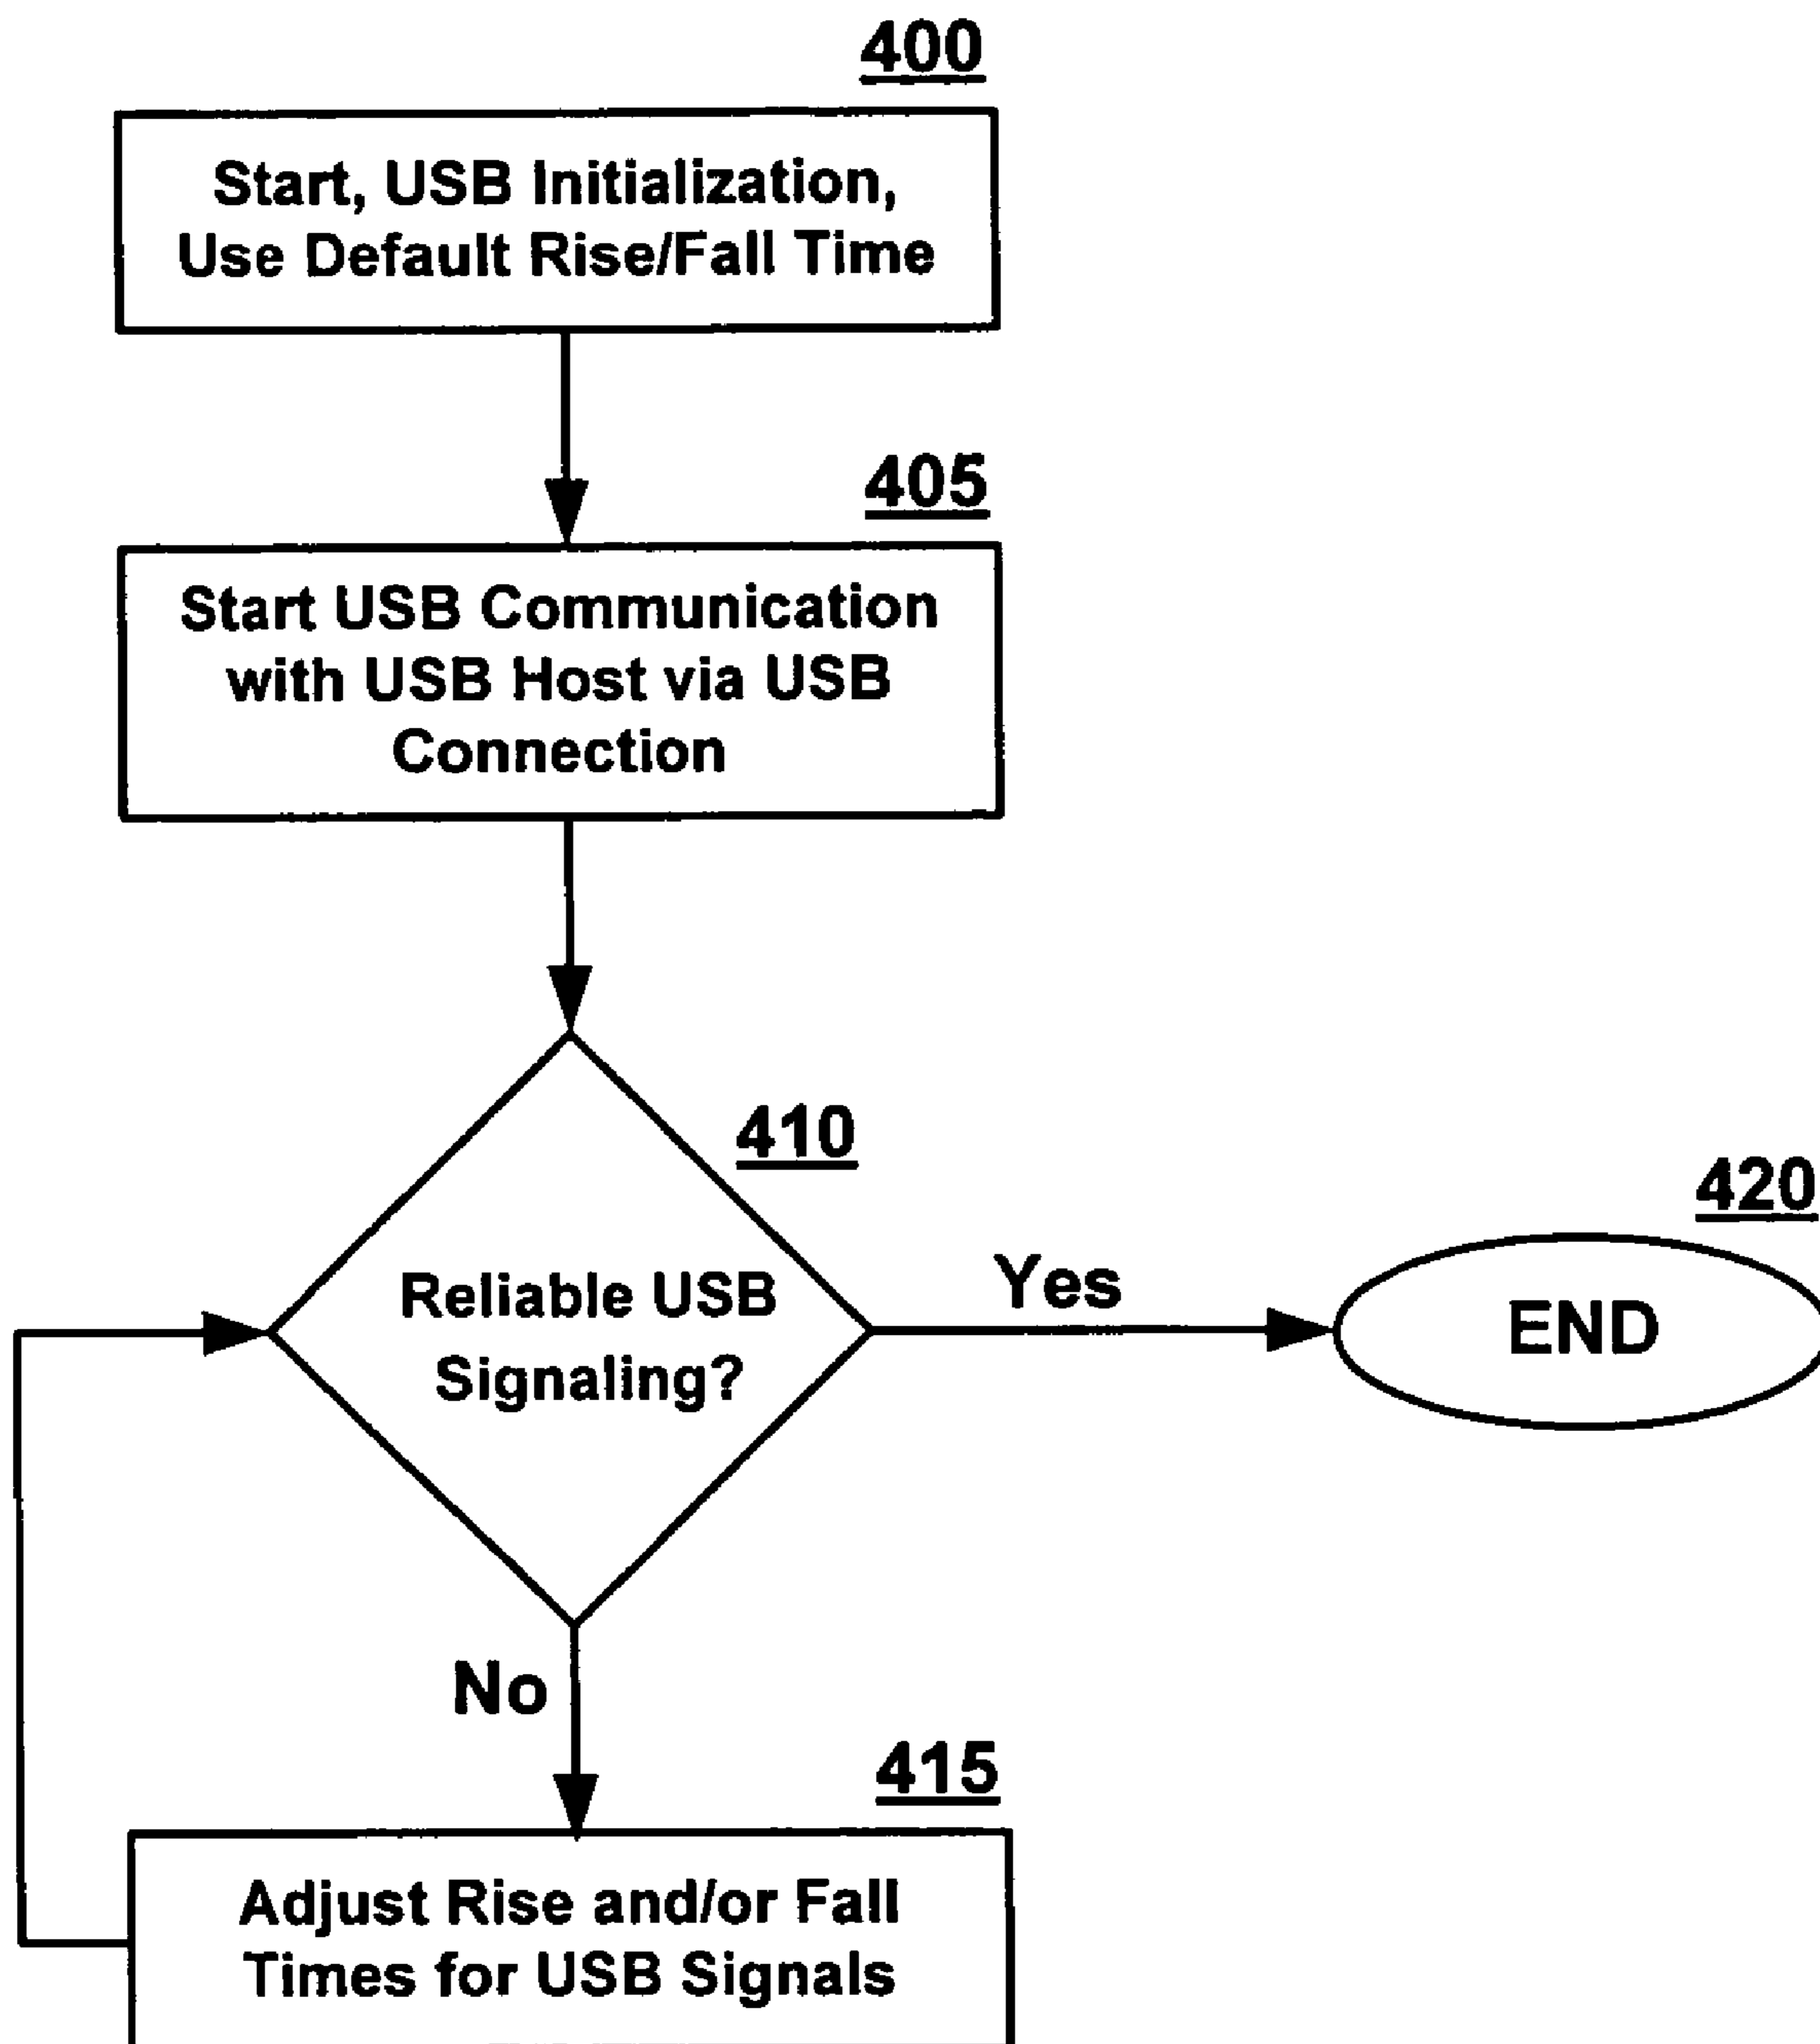 400
Start, USB Initialization,
Use Default Rise/Fall Time
405
Start USB Communication
with USB Host via USB
Connection
410
Reliable USB
Signaling?
Yes
420
END
No
415
Adjust Rise and/or Fall
Times for USB Signals